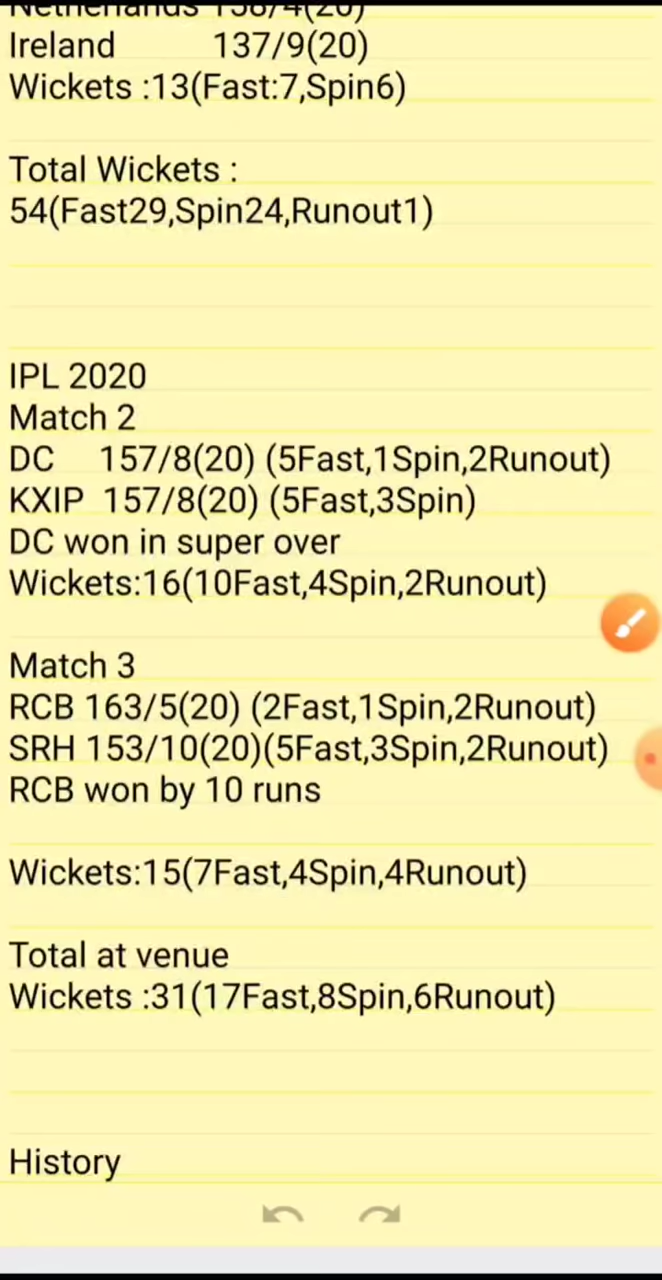 Netherlands 158/4(20)
Ireland 137/9(20)
Wickets :13(Fast:7,Spin6)
Total Wickets :
54(Fast29,Spin24,Runout1)
IPL 2020
Match 2
DC 157/8(20) (5Fast,1Spin,2Runout)
KXIP 157/8(20) (5Fast,3Spin)
DC won in super over
Wickets:16(10Fast,4Spin,2Runout)
Match 3
RCB 163/5(20) (2Fast,1Spin,2Runout)
SRH 153/10(20)(5Fast,3Spin,2Runout)
RCB won by 10 runs
Wickets:15(7Fast,4Spin,4Runout)
Total at venue
Wickets :31(17Fast,8Spin,6Runout)
History